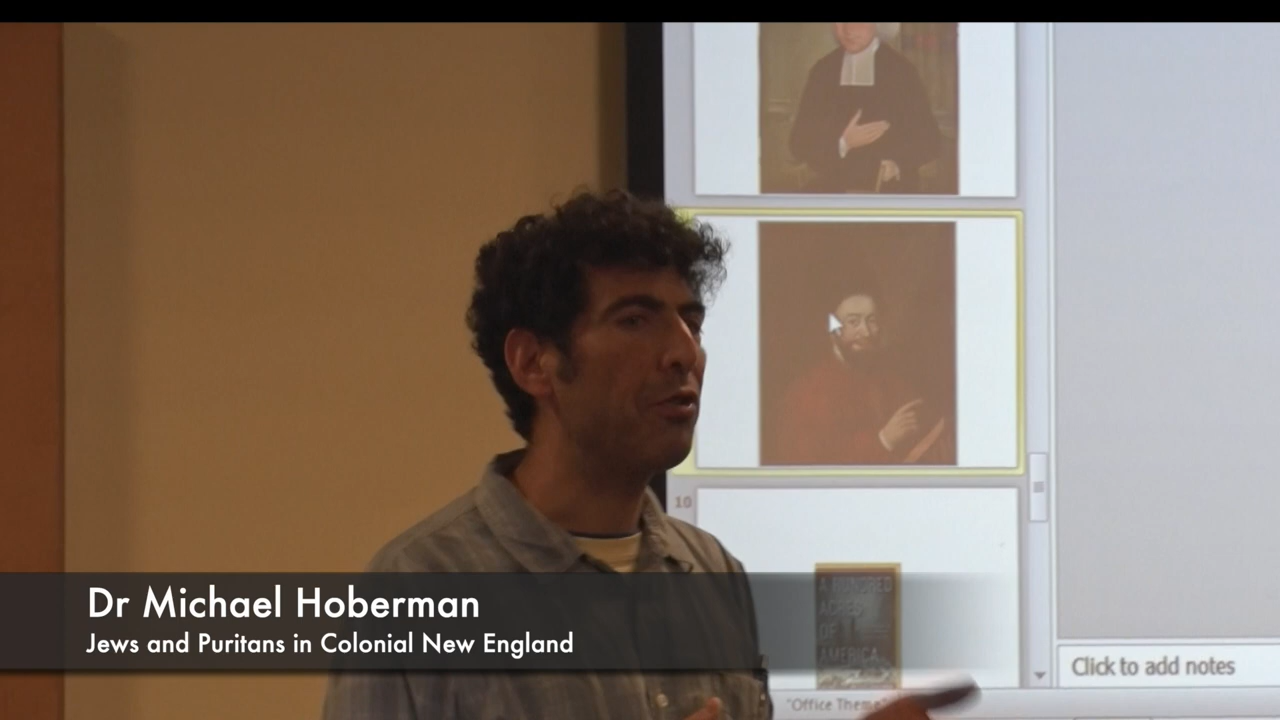 10
A HUNDRED
ACRES
OF
AMERICA
Dr Michael Hoberman
Jews and Puritans in Colonial New England
Click to add notes
"Office Theme"